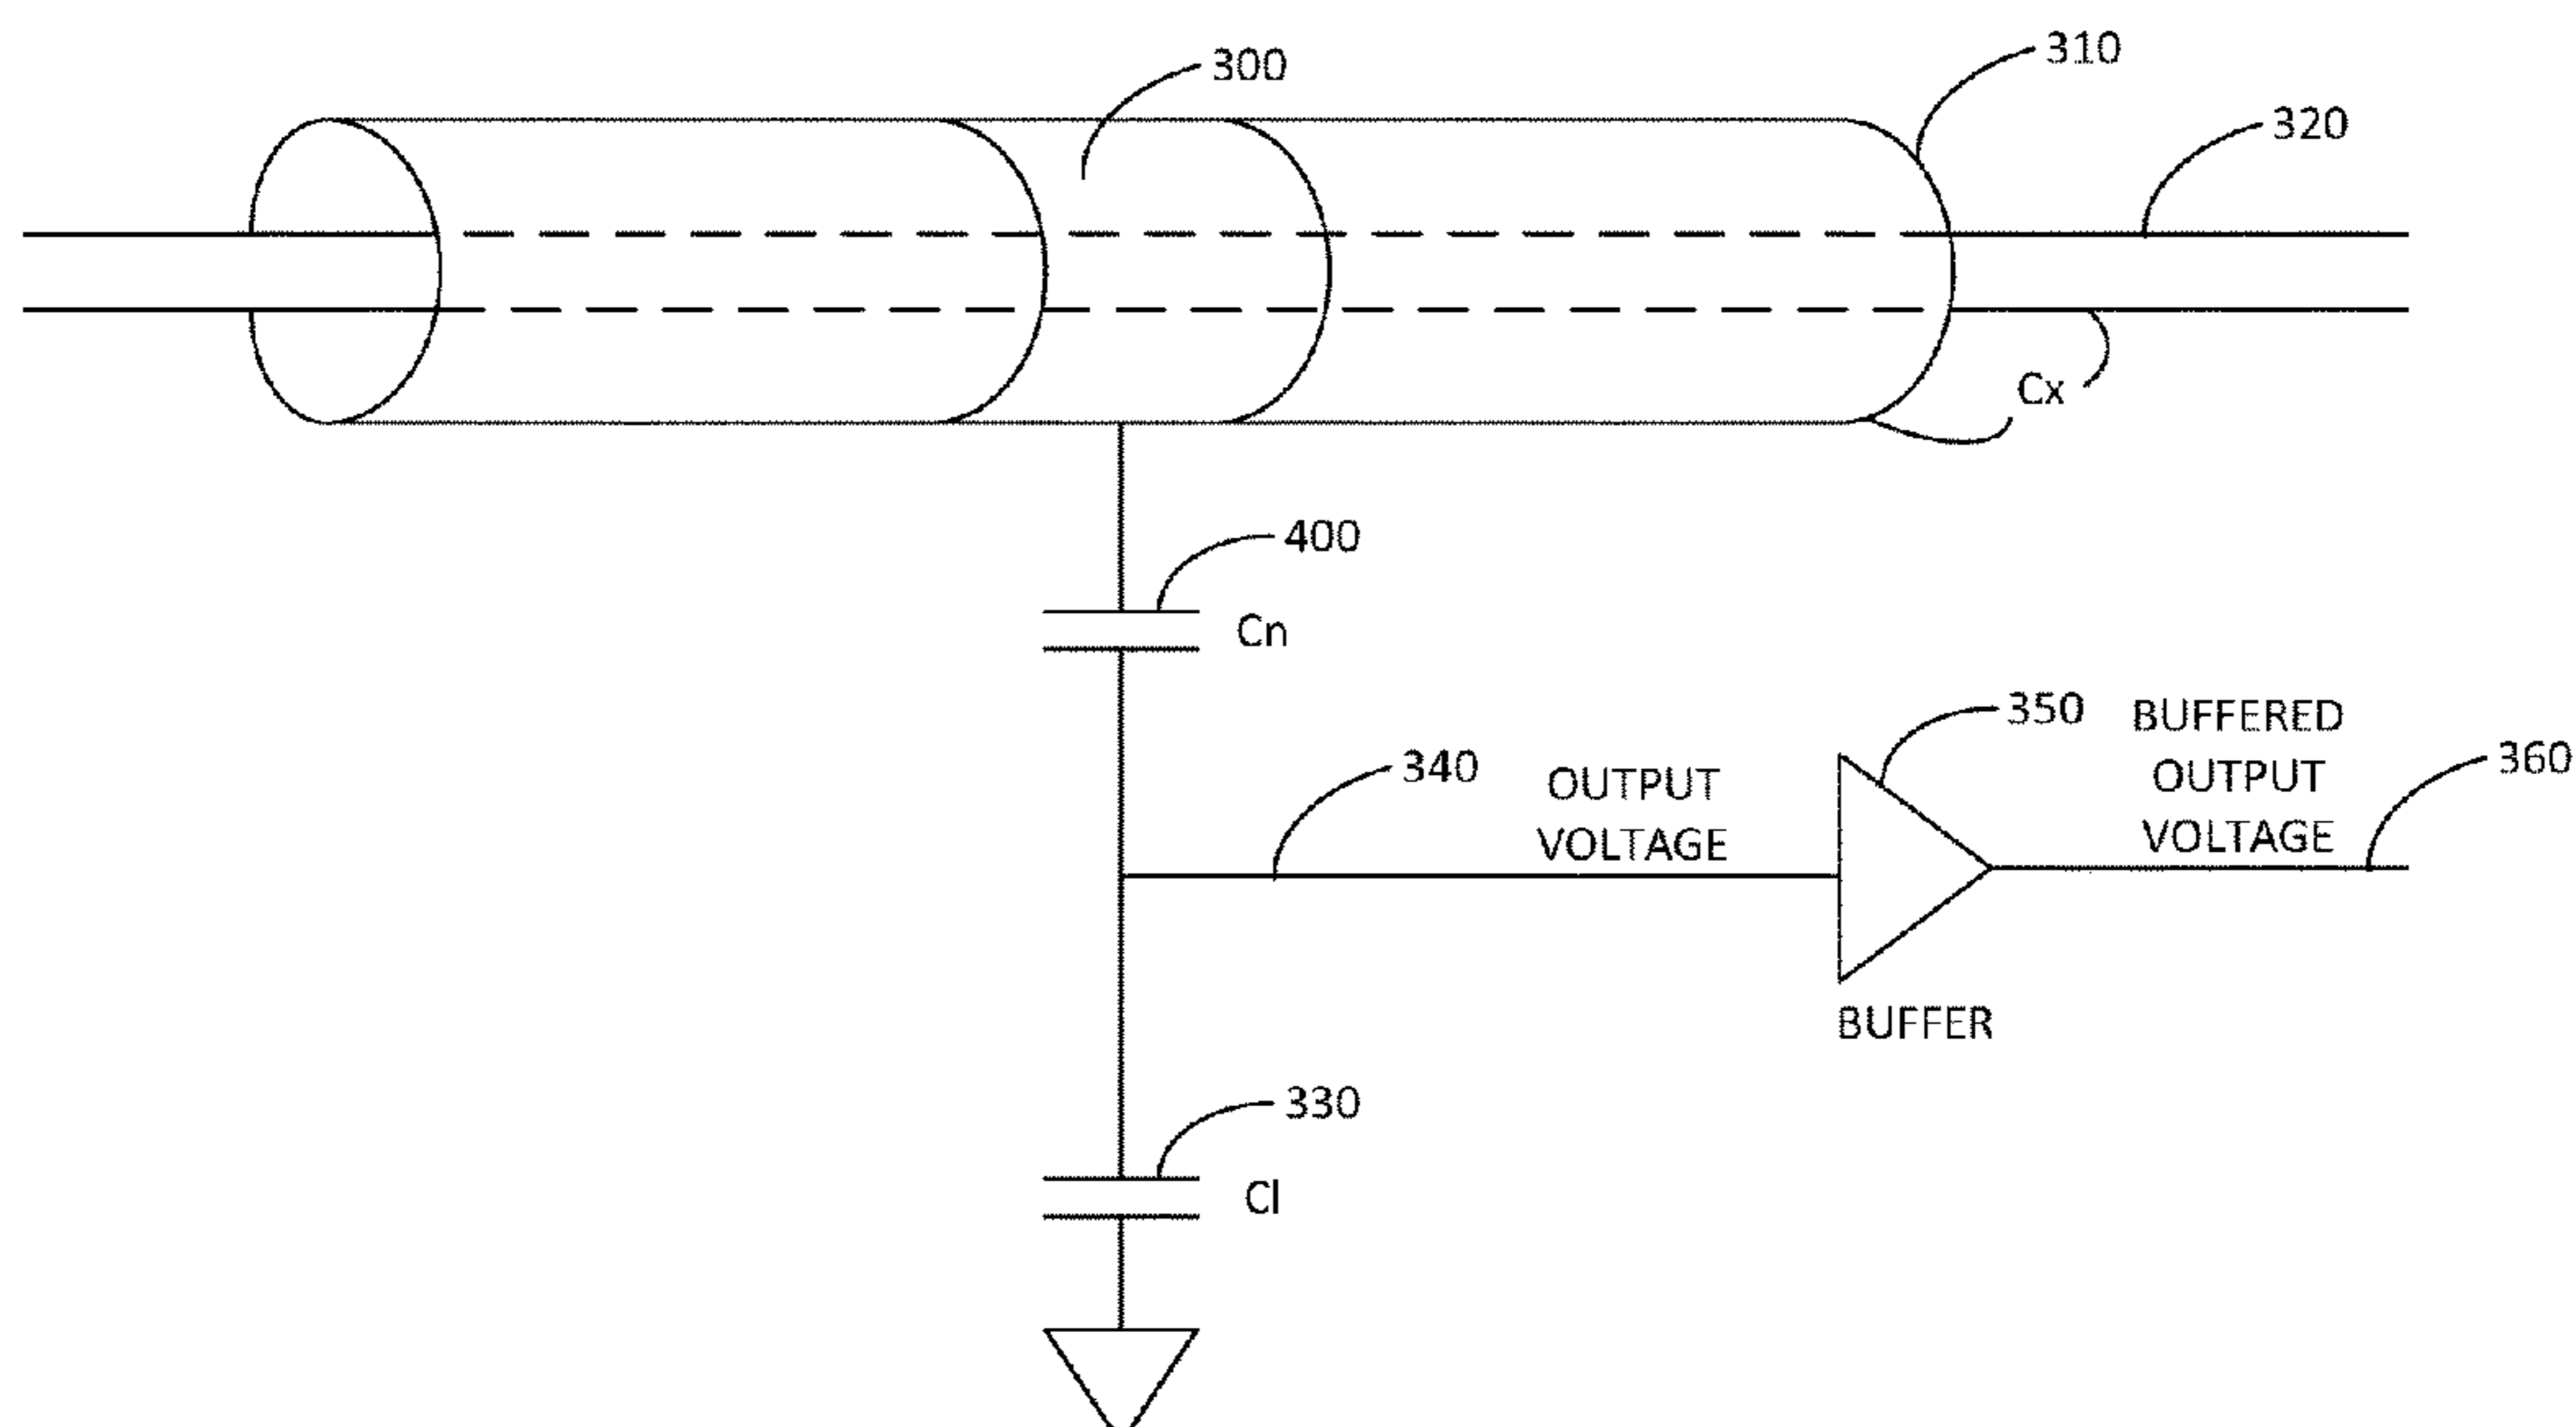 300
310
320
Cx
400
Cn
340
OUTPUT
VOLTAGE
350
BUFFERED
OUTPUT
VOLTAGE
360
BUFFER
330
Cl